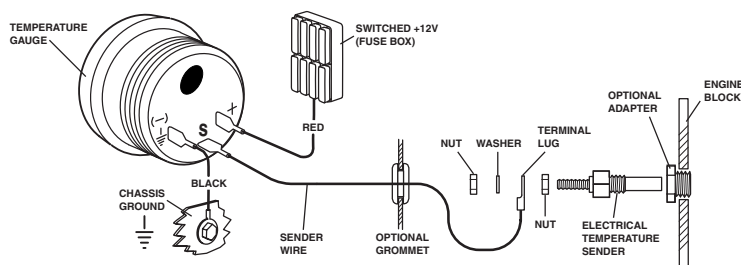 TEMPERATURE
GAUGE
SWITCHED +12V
(FUSE BOX)
ENGINE
BLOCK
OPTIONAL
ADAPTER
(–)
S
X
RED
NUT
WASHER
TERMINAL
LUG
BLACK
CHASSIS
GROUND
SENDER
WIRE
OPTIONAL
GROMMET
NUT
ELECTRICAL
TEMPERATURE
SENDER